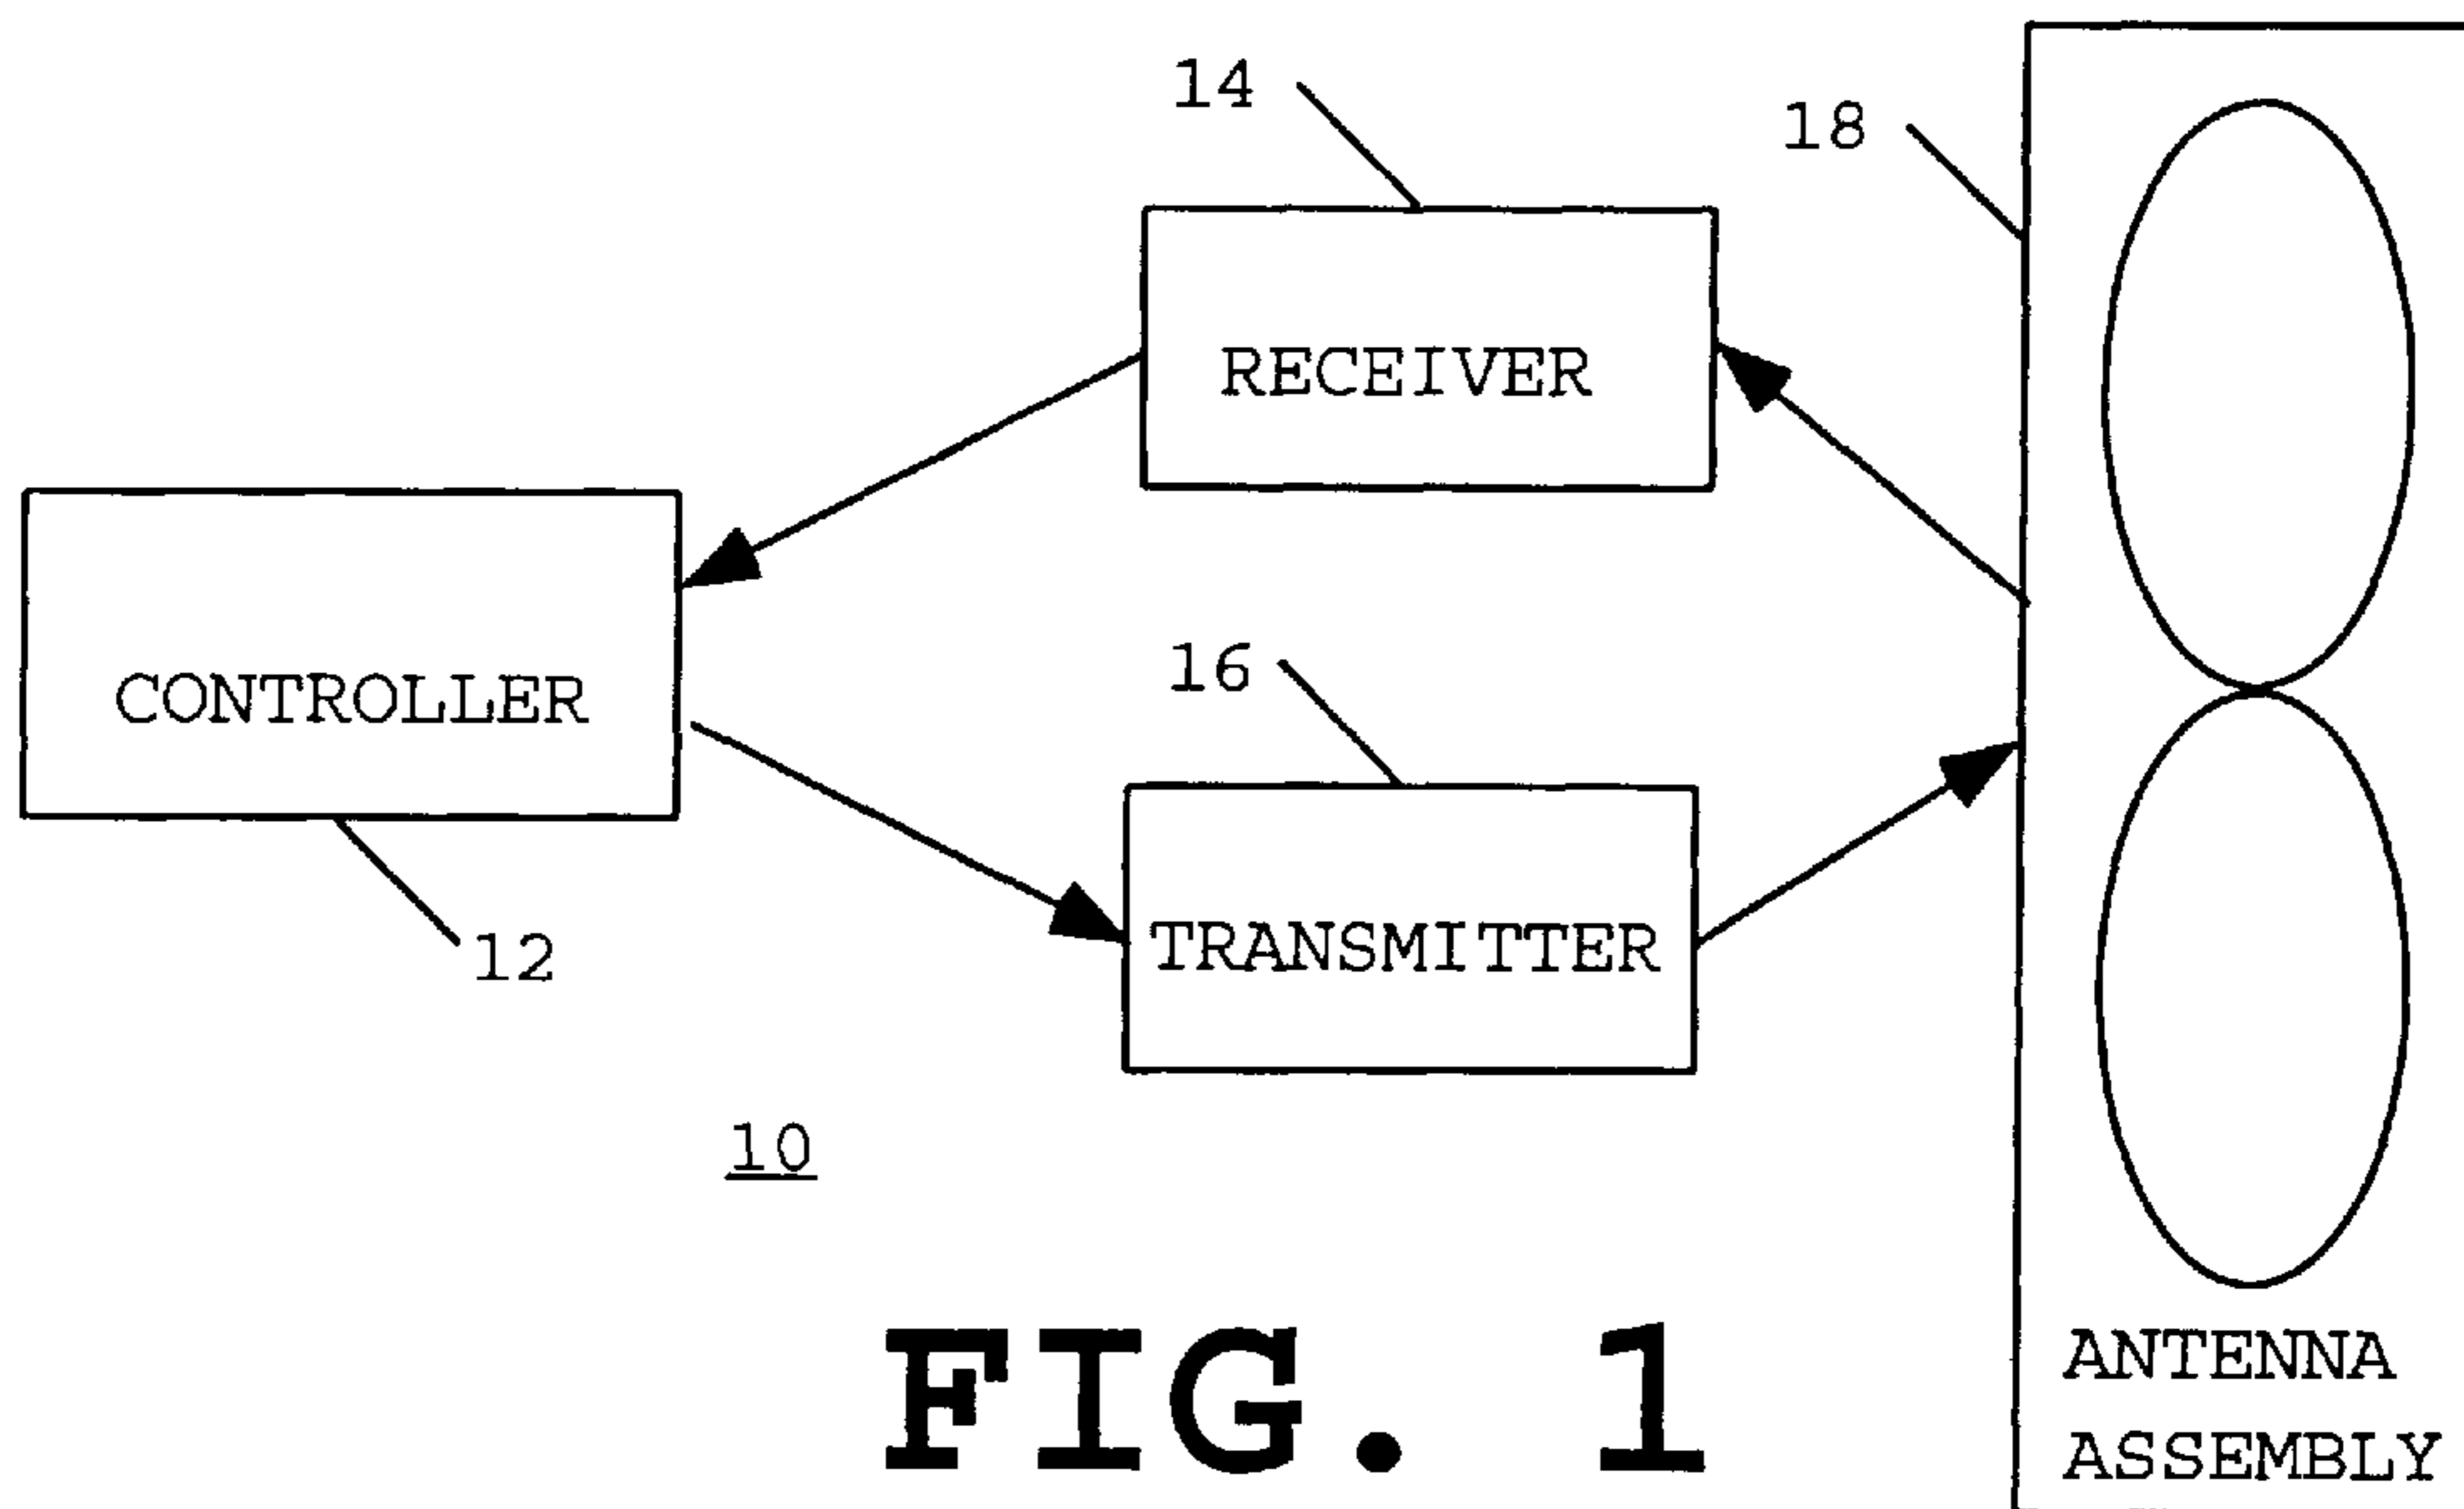 14
18
RECEIVER
CONTROLLER
16
12
TRANSMITTER
10
ANTENNA
ASSEMBLY
FIG. 1